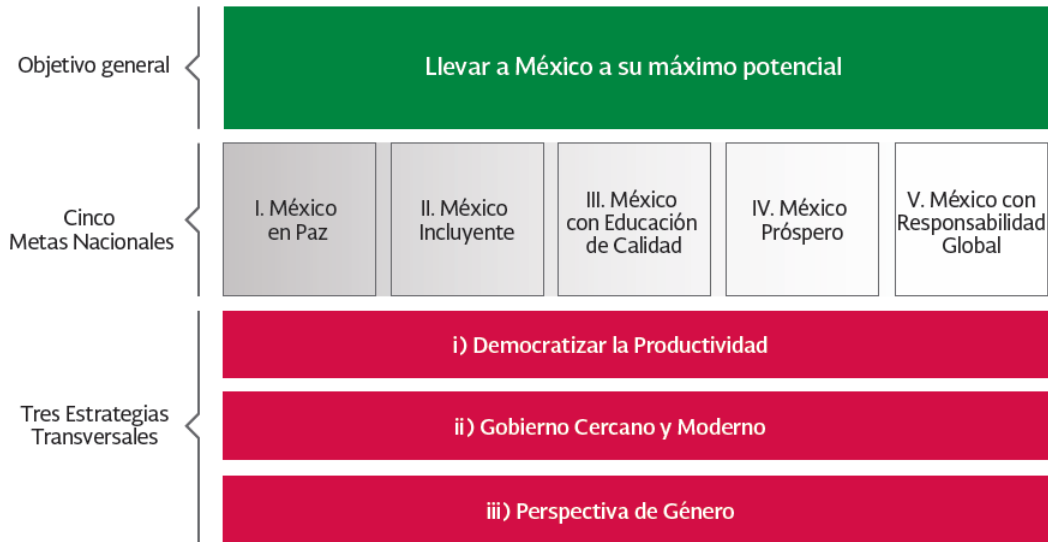 Objetivo general
Llevar a México a su máximo potencial
Cinco
Metas Nacionales
I. México
en Paz
II. México
Incluyente
III. México
con Educación
de Calidad
IV. México
Próspero
V. México con
Responsabilidad
Global
Tres Estrategias
Transversales
i) Democratizar la Productividad
ii) Gobierno Cercano y Moderno
iii) Perspectiva de Género